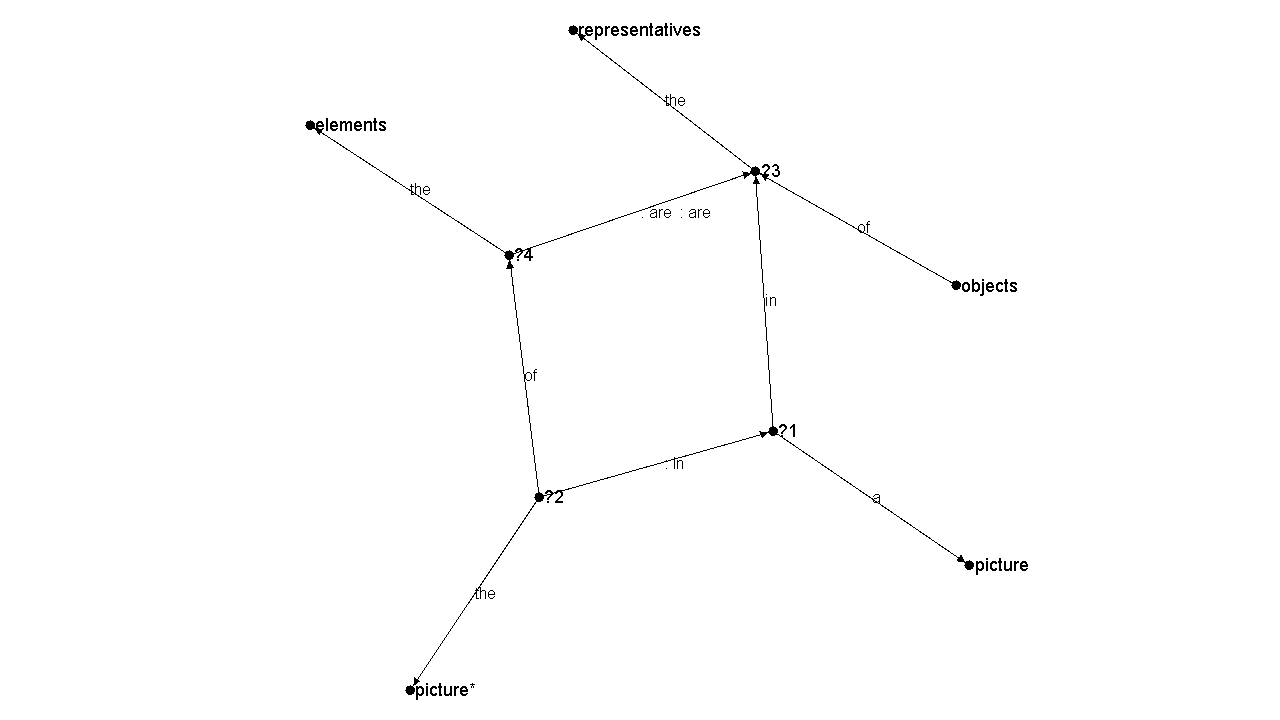 representatives
the
elements
?3
the
: are : are
of
?4
objects
in
of
?1
: in
a
?2
picture
the
picture*